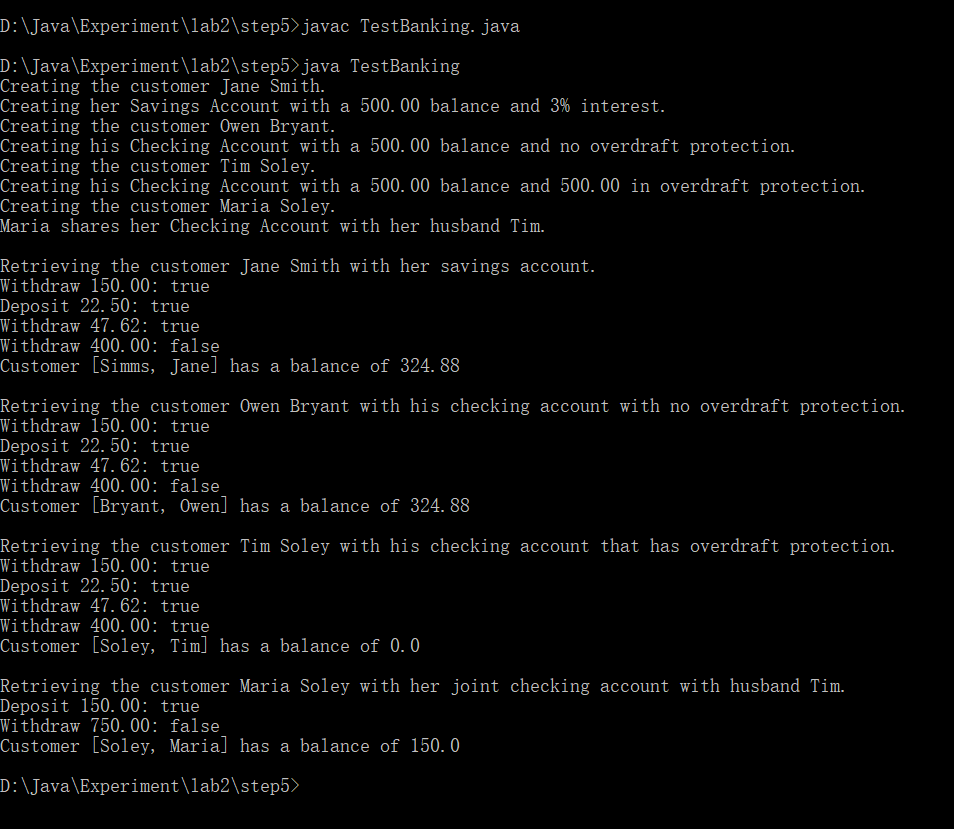 D:\Java\Experiment\lab2\step5>javac TestBanking.java
D:\Java\Experiment\lab2\step5>java TestBanking
Creating the customer Jane Smith.
Creating her Savings Account with a 500.00 balance and 3% interest.
Creating the customer Owen Bryant.
Creating his Checking Account with a 500.00 balance and no overdraft protection.
Creating the customer Tim Soley.
Creating his Checking Account with a 500.00 balance and 500.00 in overdraft protection.
Creating the customer Maria Soley.
Maria shares her Checking Account with her husband Tim.
Retrieving the customer Jane Smith with her savings account.
Withdraw 150.00: true
Deposit 22.50: true
Withdraw 47.62: true
Withdraw 400.00: false
Customer [Simms, Jane] has a balance of 324.88
Retrieving the customer Owen Bryant with his checking account with no overdraft protection.
Withdraw 150.00: true
Deposit 22.50: true
Withdraw 47.62: true
Withdraw 400.00: false
Customer [Bryant, Owen] has a balance of 324.88
Retrieving the customer Tim Soley with his checking account that has overdraft protection.
Withdraw 150.00: true
Deposit 22.50: true
Withdraw 47.62: true
Withdraw 400.00: true
Customer [Soley, Tim] has a balance of 0.0
Retrieving the customer Maria Soley with her joint checking account with husband Tim.
Deposit 150.00: true
Withdraw 750.00: false
Customer [Soley, Maria] has a balance of 150.0
D:\Java\Experiment\lab2\step5>